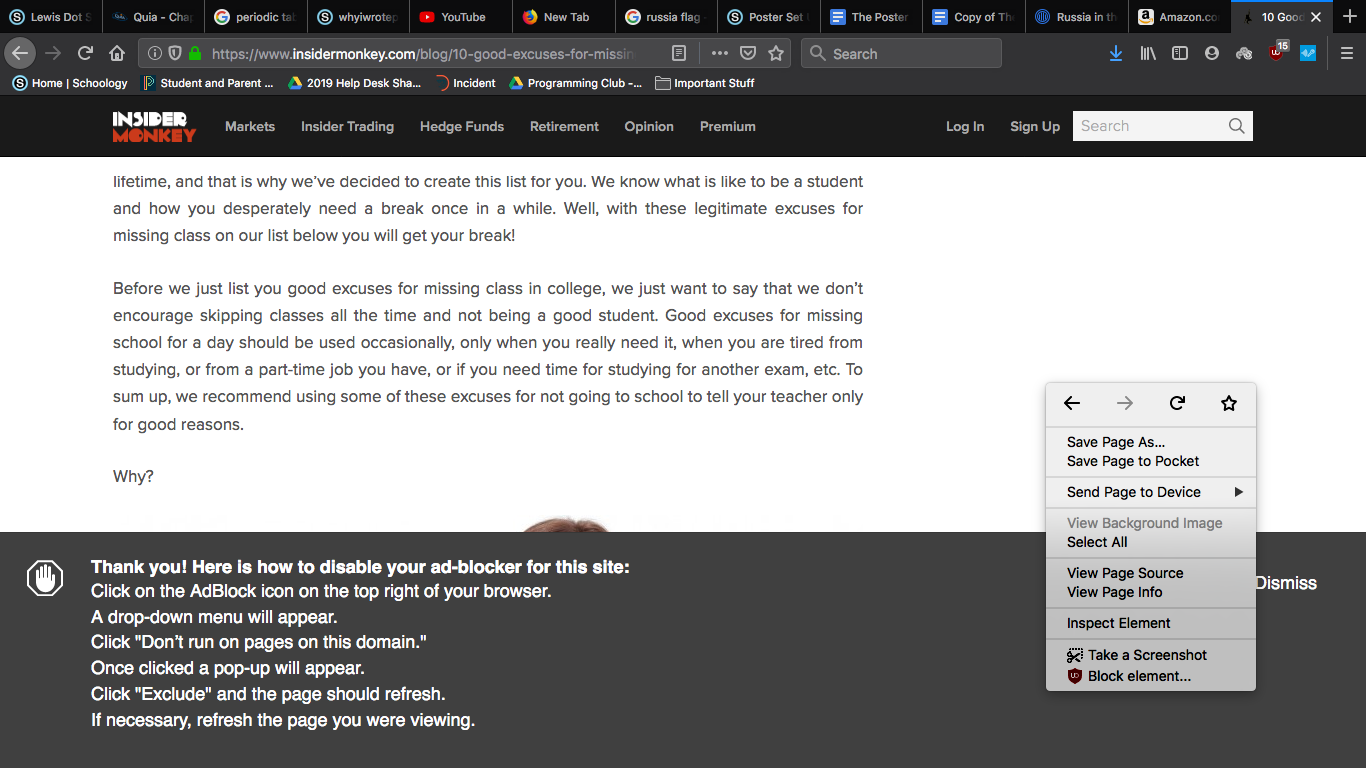 Lewis Dot S
Quia - Cha
periodic ta
whyiwrotep
YouTube
New Tab
russia flag -
Poster Set
The Poster
Copy of Th
Russia in th
Amazon.co
10 Good
https://www.insidermonkey.com/blog/10-good-excuses-for-missin
Search
15
Home | Schoology
Student and Parent ...
2019 Help Desk Sha...
Incident
Programming Club -...
Important Stuff
INSIDER
MONKEY
Markets
Insider Trading
Hedge Funds
Retirement
Opinion
Premium
Log In
Sign Up
Search
lifetime, and that is why we’ve decided to create this list for you. We know what is like to be a student
and how you desperately need a break once in a while. Well, with these legitimate excuses for
missing class on our list below you will get your break!
Before we just list you good excuses for missing class in college, we just want to say that we don’t
encourage skipping classes all the time and not being a good student. Good excuses for missing
school for a day should be used occasionally, only when you really need it, when you are tired from
studying, or from a part-time job you have, or if you need time for studying for another exam, etc. To
sum up, we recommend using some of these excuses for not going to school to tell your teacher only
for good reasons.
Why?
Save Page As...
Save Page to Pocket
Send Page to Device
View Background Image
Select All
View Page Source
View Page Info
Inspect Element
Take a Screenshot
Block element...
Thank you! Here is how to disable your ad-blocker for this site:
Click on the AdBlock icon on the top right of your browser.
A drop-down menu will appear.
Click "Don’t run on pages on this domain."
Once clicked a pop-up will appear.
Click "Exclude" and the page should refresh.
If necessary, refresh the page you were viewing.
Dismiss